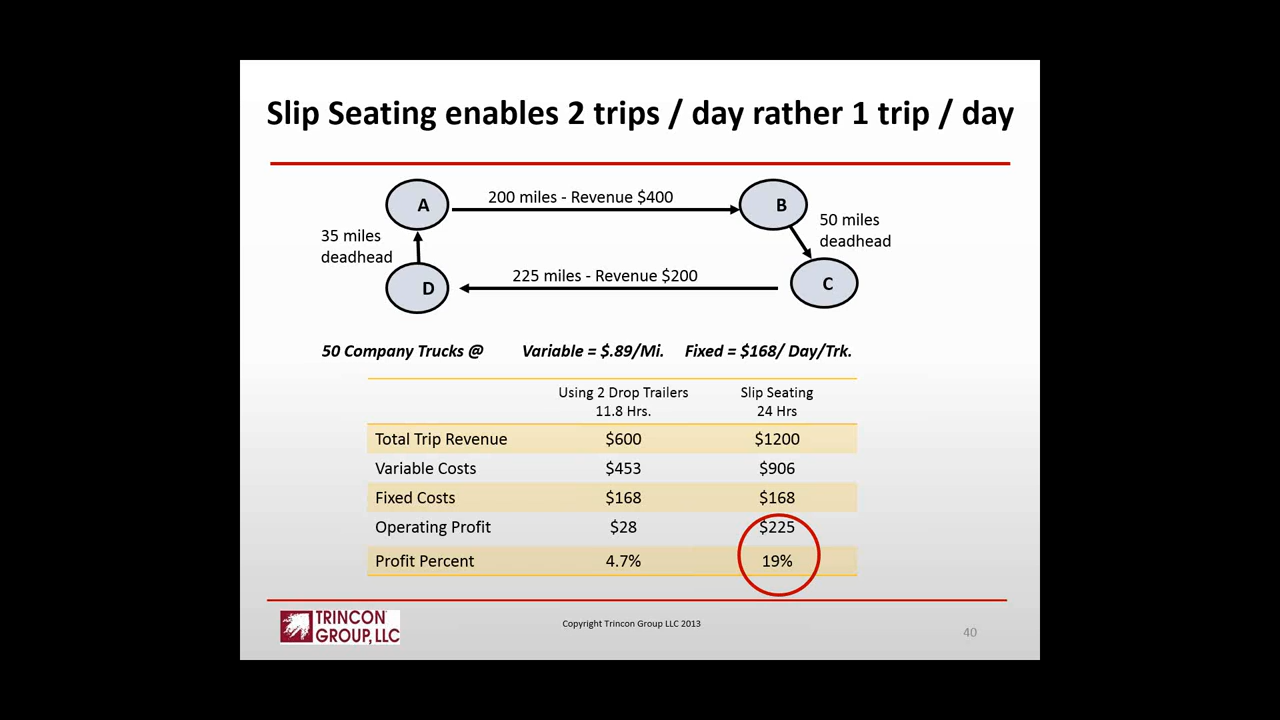 Slip Seating enables 2 trips / day rather 1 trip / day
A
200 miles - Revenue $400
B
50 miles
deadhead
35 miles
deadhead
D
225 miles - Revenue $200
C
50 Company Trucks @ Variable = $.89/Mi. Fixed = $168/ Day/Trk.
Using 2 Drop Trailers
11.8 Hrs.
Slip Seating
24 Hrs
Total Trip Revenue $600 $1200
Variable Costs $453 $906
Fixed Costs $168 $168
Operating Profit $28 $225
Profit Percent 4.7% 19%
TRINCON
GROUP, LLC
Copyright Trincon Group LLC 2013
40